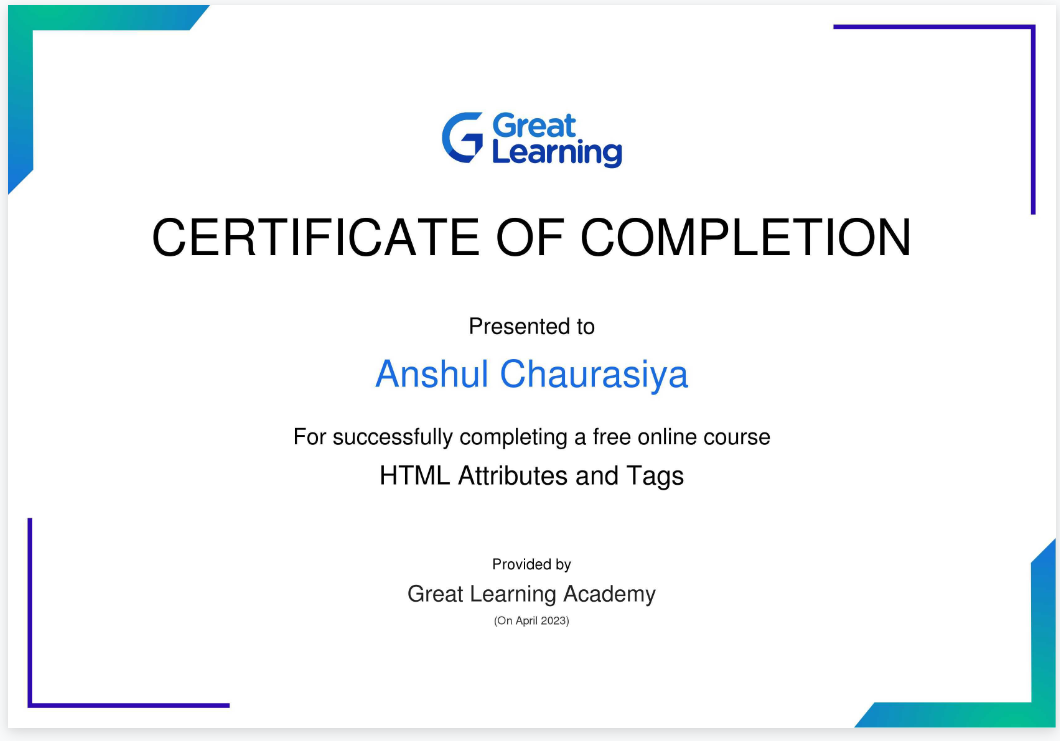 Great
Learning
CERTIFICATE OF COMPLETION
Presented to
Anshul Chaurasiya
For successfully completing a free online course
HTML Attributes and Tags
Provided by
Great Learning Academy
(On April 2023)